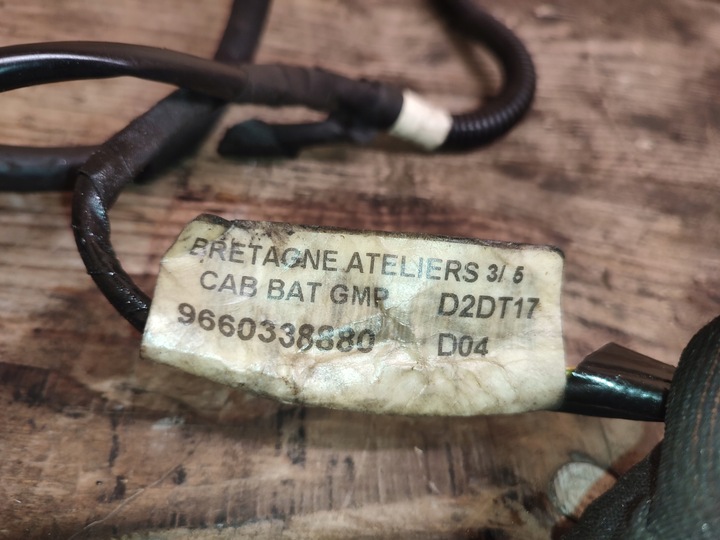 BRETAGNE ATELIERS 3/ 5
CAB BAT GMP D2DT17
9660338880 D04